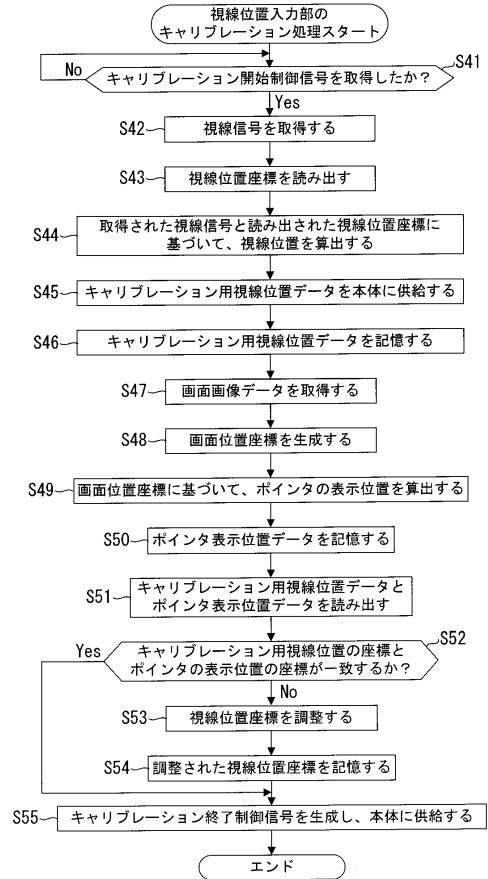 視線位置入力部の
キャリブレーション処理スタート
No
キャリブレーション開始制御信号を取得したか?
S41
Yes
S42
視線信号を取得する
S43
視線位置座標を読み出す
S44
取得された視線信号と読み出された視線位置座標に
基づいて、視線位置を算出する
S45
キャリブレーション用視線位置データを本体に供給する
S46
キャリブレーション用視線位置データを記憶する
S47
画面画像データを取得する
S48
画面位置座標を生成する
S49
画面位置座標に基づいて、ポインタの表示位置を算出する
S50
ポインタ表示位置データを記憶する
S51
キャリブレーション用視線位置データと
ポインタ表示位置データを読み出す
Yes
キャリブレーション用視線位置の座標と
ポインタの表示位置の座標が一致するか?
S52
No
S53
視線位置座標を調整する
S54
調整された視線位置座標を記憶する
S55
キャリブレーション終了制御信号を生成し、本体に供給する
エンド